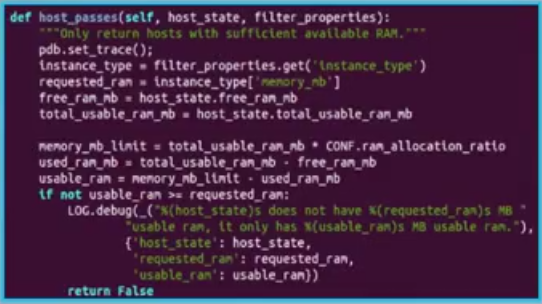 def host_passes(self, host_state, filter_properties):
    """Only return hosts with sufficient available RAM."""
    pdb.set_trace();
    instance_type = filter_properties.get('instance_type')
    requested_ram = instance_type['memory_mb']
    free_ram_mb = host_state.free_ram_mb
    total_usable_ram_mb = host_state.total_usable_ram_mb

    memory_mb_limit = total_usable_ram_mb * CONF.ram_allocation_ratio
    used_ram_mb = total_usable_ram_mb - free_ram_mb
    usable_ram = memory_mb_limit - used_ram_mb
    if not usable_ram >= requested_ram:
        LOG.debug(_("%(host_state)s does not have %(requested_ram)s MB "
                "usable ram, it only has %(usable_ram)s MB usable ram."),
                {'host_state': host_state,
                 'requested_ram': requested_ram,
                 'usable_ram': usable_ram})
        return False